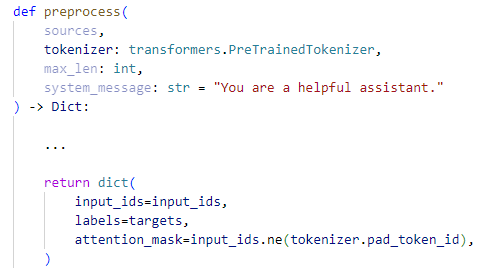 def preprocess(
    sources,
    tokenizer: transformers.PreTrainedTokenizer,
    max_len: int,
    system_message: str = "You are a helpful assistant."
) -> Dict:
    ...
    return dict(
        input_ids=input_ids,
        labels=targets,
        attention_mask=input_ids.ne(tokenizer.pad_token_id),
    )